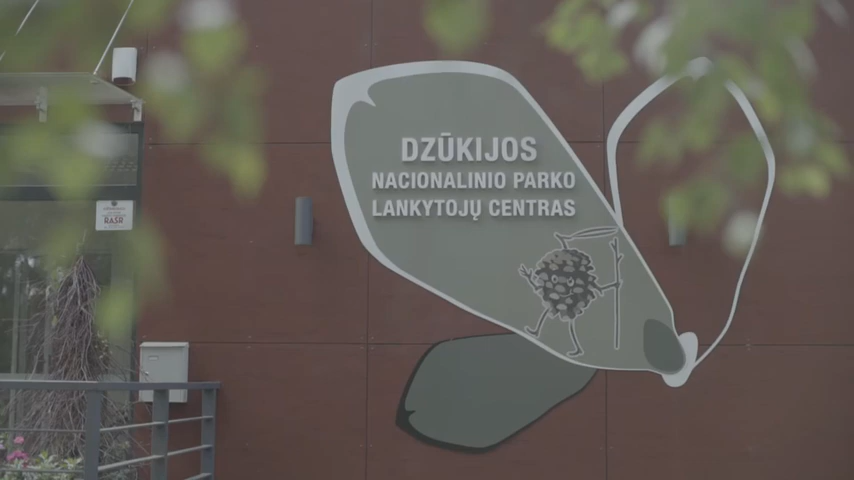 DZŪKIJOS
NACIONALINIO PARKO
LANKYTOJŲ CENTRAS